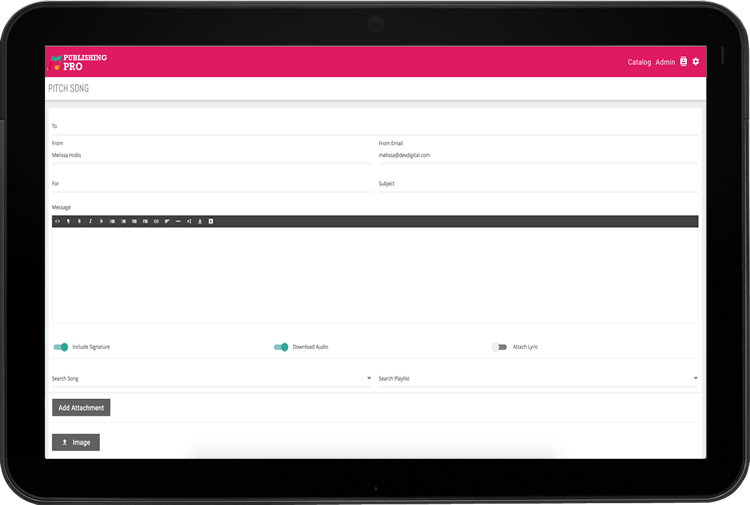 PUBLISHING
PRO
Catalog Admin
PITCH SONG
To
From
From Email
Melissa Hollis
melissa@devdigital.com
For
Subject
Message
Include Signature
Download Audio
Attach Lyric
Search Song
Search Playlist
Add Attachment
Image